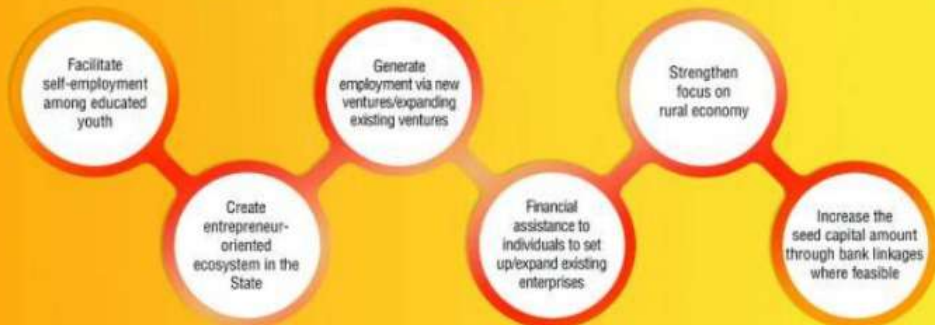 Facilitate
self-employment
among educated
youth
Create
entrepreneur-
oriented
ecosystem in the
State
Generate
employment via new
ventures/expanding
existing ventures
Financial
assistance to
individuals to set
up/expand existing
enterprises
Strengthen
focus on
rural economy
Increase the
seed capital amount
through bank linkages
where feasible